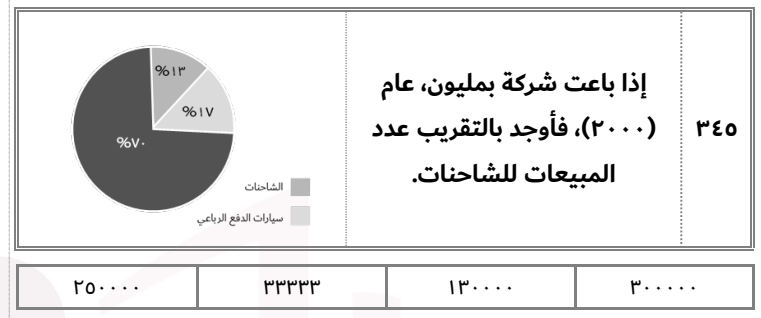 ٣٤٥
إذا باعت شركة بمليون، عام
(٢٠٠٠)، فأوجد بالتقريب عدد
المبيعات للشاحنات.
%١٣
%١٧
%٧٠
الشاحنات
سيارات الدفع الرباعي
٣٠٠٠٠٠
١٣٠٠٠٠
٣٣٣٣٣
٢٥٠٠٠٠